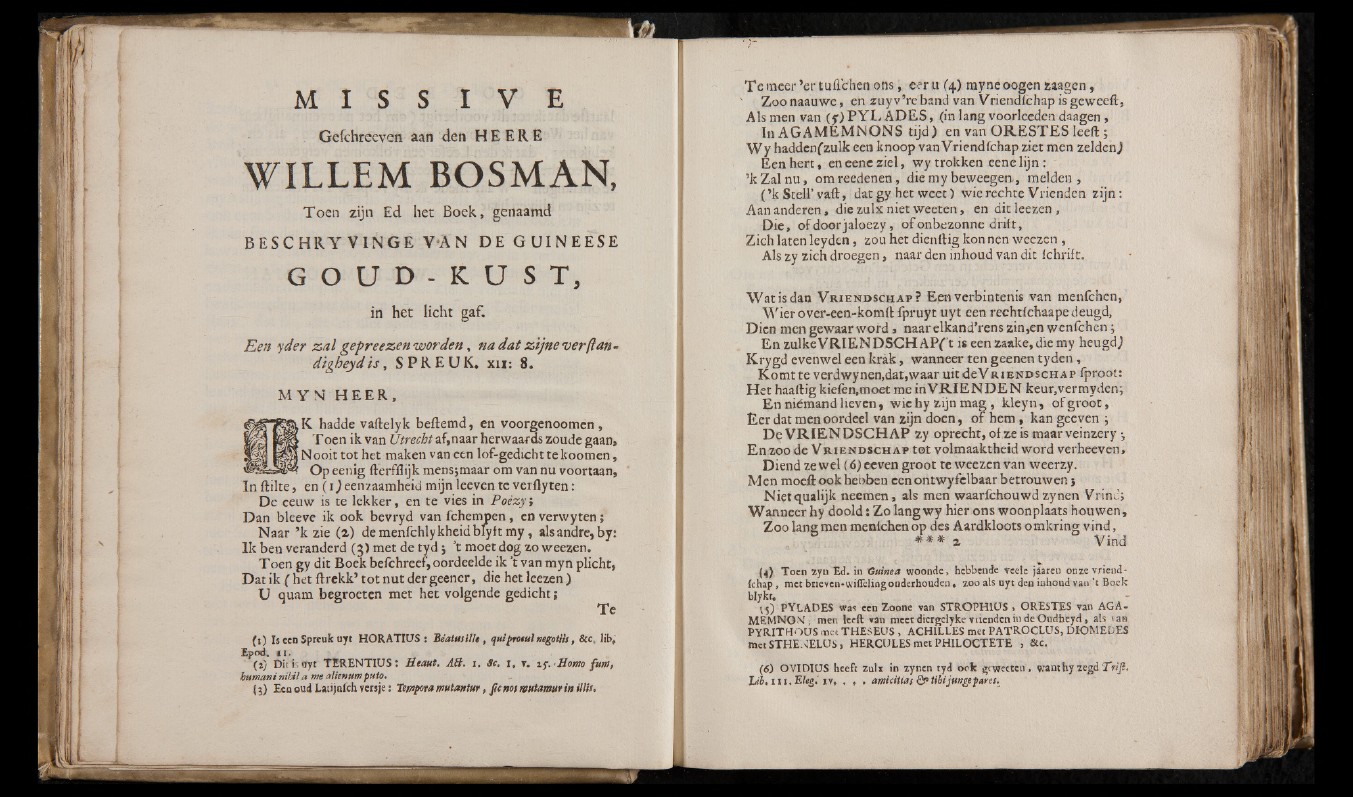 MISSIVE
Geſchreeven aan den HEERE
WILLEM BOSMAN,
Toen zijn Ed het Boek, genaamd
BESCHRYVINGE VAN DE GUINEESE
GOUD-KUST,
in het licht gaf.
Een yder zal gepreezen worden, na dat zijne verſtan-
digheyd is, SPREUK. XII: 8.
MYN HEER,
IK hadde vaſtelyk beſtemd, en voorgenoomen,
Toen ik van Utrecht af, naar herwaards zoude gaan,
Nooit tot het maken van een lof-gedicht te koomen,
Op eenig ſterfflijk mens; maar om van nu voortaan,
In ſtilte, en (1) eenzaamheid mijn leeven te verſlyten:
De eeuw is te lekker, en te vies in Poëzy;
Dan bleeve ik ook bevryd van ſchempen, en verwyten;
Naar 'k zie (2) de menſchlykheid blyft my, als andre, by:
Ik ben veranderd (3) met de tyd; 't moet dog zo weezen.
Toen gy dit Boek beſchreef, oordeelde ik 't van myn plicht,
Dat ik (het ſtrekk' tot nut der geener, die het leezen)
U quam begroeten met het volgende gedicht;
Te
(1) Is een Spreuk uyt HORATIUS: Beatus ille, qui procul negotiis, &c. lib,
Epod. II.
(2) Dit is uyt TERENTIUS: Heaut. Act. 1. Sc. 1. v. 25. Homo ſum,
humani nihil a me alienum puto.
(3) Een oud Latijnſch versje: Tempora mutantur, ſic nos mutamur in illis.
Te meer 'er tuſſchen ons, eer u (4) myne oogen zaagen,
Zoo naauwe, en zuyv're band van Vriendſchap is geweeſt,
Als men van (5) PYLADES, (in lang voorleeden daagen,
In AGAMEMNONS tijd) en van ORESTES leeſt;
Wy hadden (zulk een knoop van Vriendſchap ziet men zelden)
Een hert, en eene ziel, wy trokken eene lijn:
'k Zal nu, om reedenen, die my beweegen, melden,
('k Stell' vaſt, dat gy het weet) wie rechte Vrienden zijn:
Aan anderen, die zulx niet weeten, en dit leezen,
Die, of door jaloezy, of onbezonne drift,
Zich laten leyden, zou het dienſtig konnen weezen,
Als zy zich droegen, naar den inhoud van dit ſchrift.
Wat is dan VRIENDSCHAP? Een verbintenis van menſchen,
Wier over-een-komſt ſpruyt uyt een rechtſchaape deugd,
Dien men gewaar word, naar elkand'rens zin, en wenſchen;
En zulke VRIENDSCHAP ('t is een zaake, die my heugd)
Krygd evenwel een krak, wanneer ten geenen tyden,
Komt te verdwynen, dat, waar uit de VRIENDSCHAP ſproot:
Het haaſtig kieſen, moet me in VRIENDEN keur, vermyden;
En niemand lieven, wie hy zijn mag, kleyn, of groot,
Eer dat men oordeel van zijn doen, of hem, kan geeven;
De VRIENDSCHAP zy oprecht, of ze is maar veinzery;
En zoo de VRIENDSCHAP tot volmaaktheid word verheeven,
Diend ze wel (6) eeven groot te weezen van weerzy.
Men moeſt ook hebben een ontwyfelbaar betrouwen;
Niet qualijk neemen, als men waarſchouwd zynen Vrind;
Wanneer hy doold: Zo lang wy hier ons woonplaats houwen,
Zoo lang men menſchen op des Aardkloots omkring vind,
*** 2 Vind
(4) Toen zyn Ed. in Guinea woonde, hebbende veele jaaren onze vriend-
ſchap, met brieven-wiſſeling onderhouden, zoo als uyt den inhoud van 't Boek
blykt.
(5) PYLADES was een Zoone van STROPHIUS, ORESTES van AGA-
MEMNON, men leeſt van meet diergelyke vrienden in de Oudheyd, als van
PYRITHOUS met THESEUS, ACHILLES met PATROCLUS, DIOMEDES
met STHENELUS, HERCULES met PHILOCTETE, &c.
(6) OVIDIUS heeft zulx in zynen tyd ook geweeten, want hy zegd Triſt.
Lib. III. Eleg. IV. . . . amicitias & tibi junge pares.